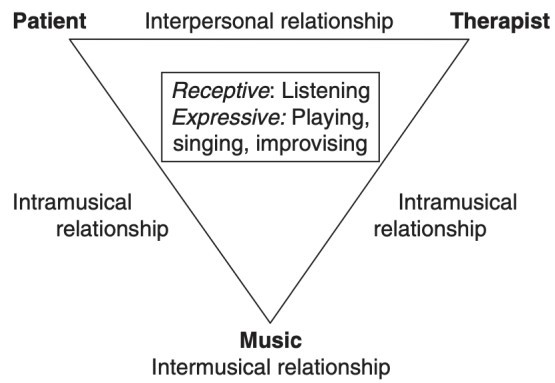 Patient Interpersonal relationship Therapist
Receptive: Listening
Expressive: Playing,
singing, improvising
Intramusical
relationship
Intramusical
relationship
Music
Intermusical relationship